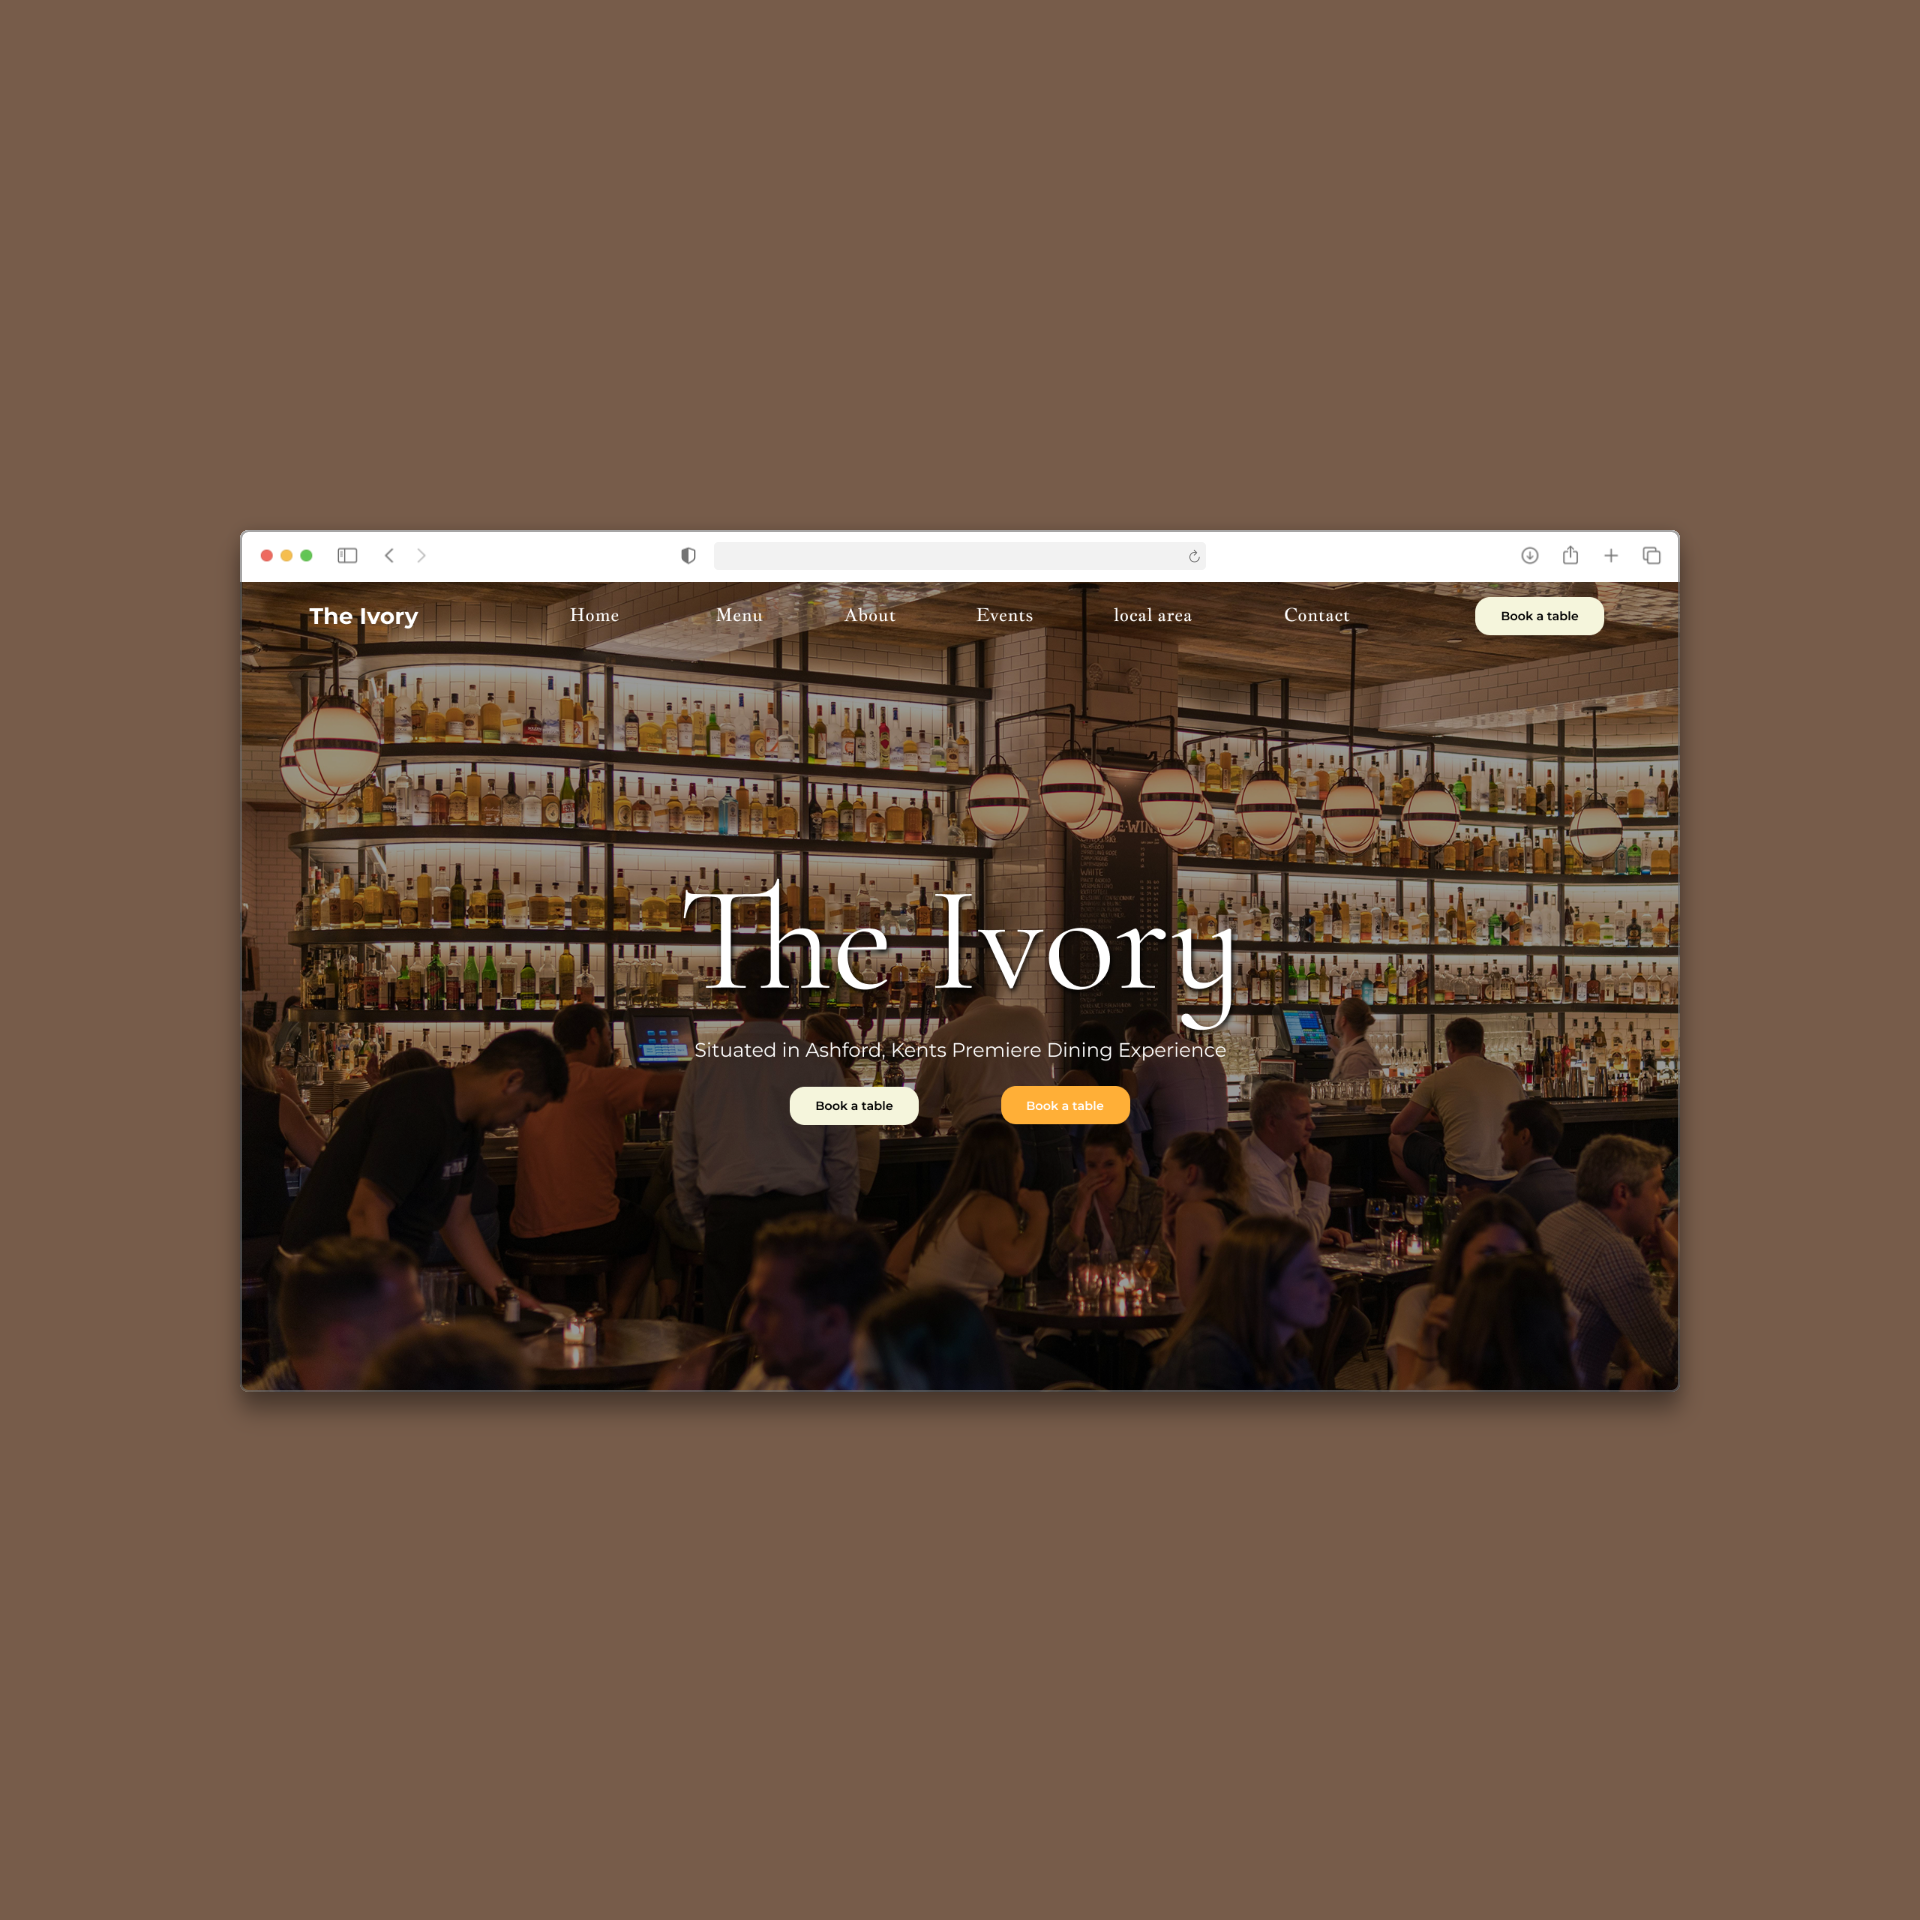 The Ivory
Home
Menu
About
Events
local area
Contact
Book a table
WHITE
The Ivory
Situated in Ashford, Kents Premiere Dining Experience
Book a table
Book a table